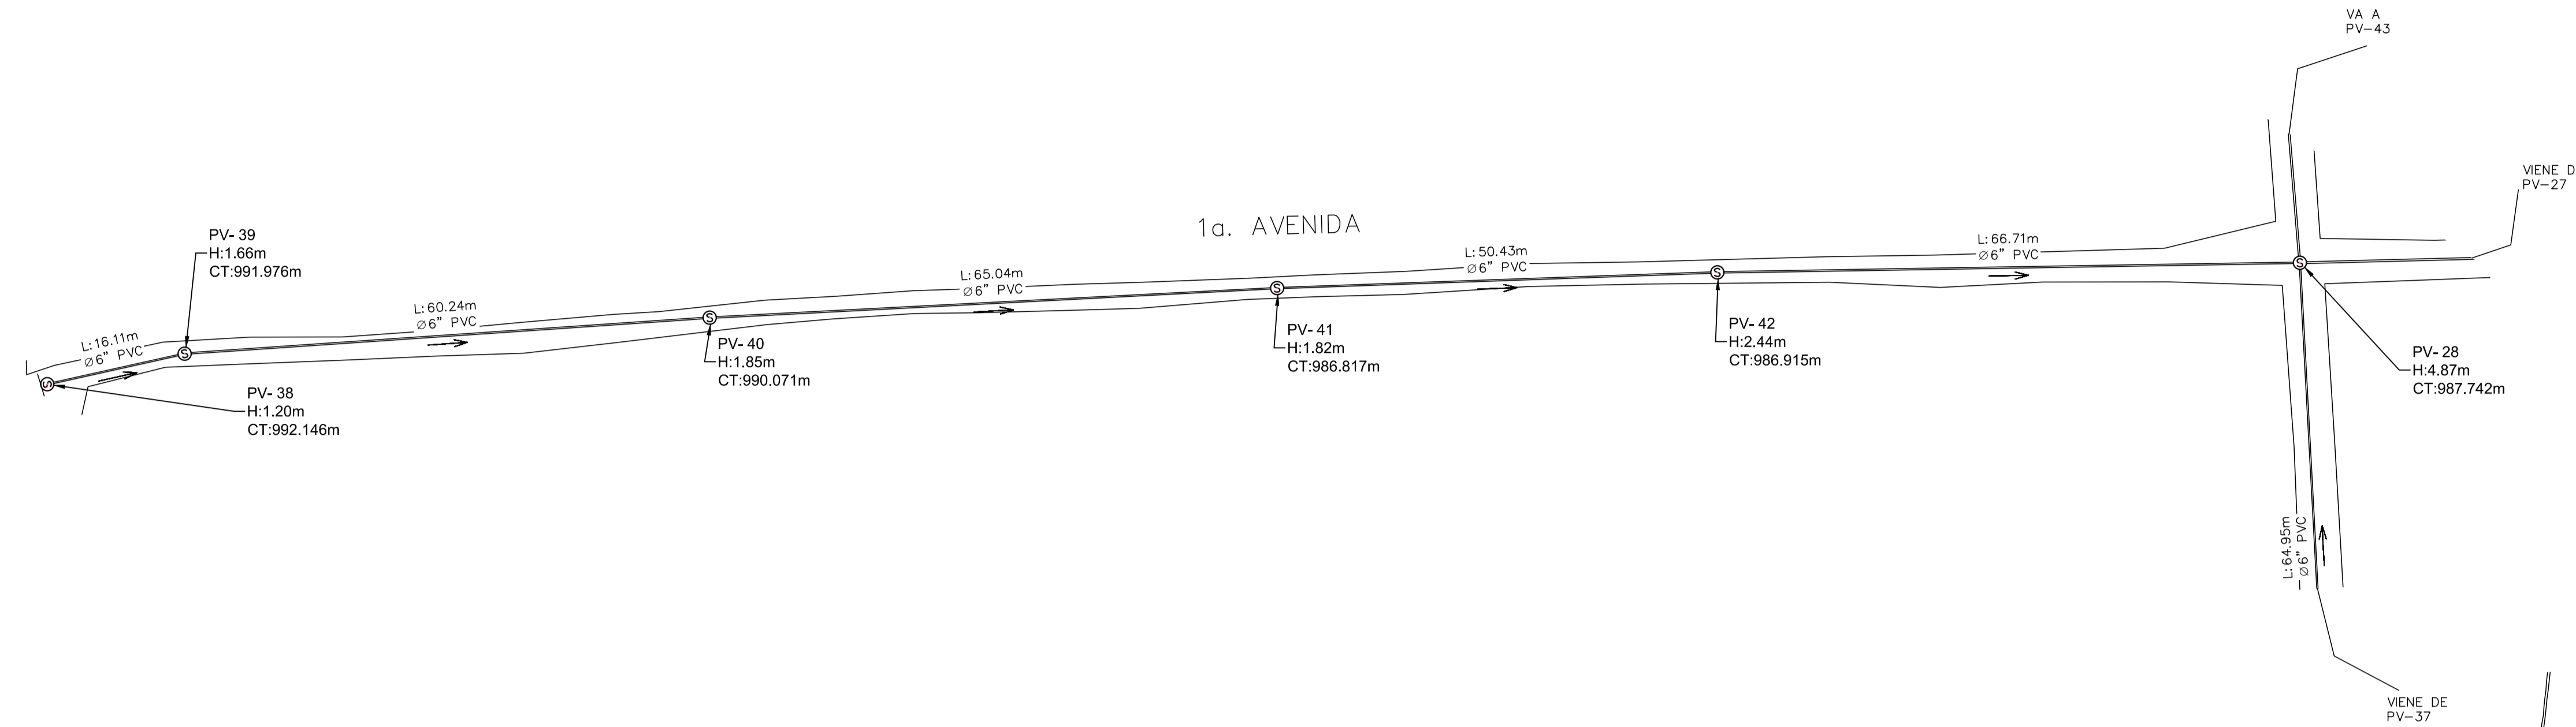 VA A
PV-43
VIENE D
PV-27
1a. AVENIDA
PV-39
H:1.66m
CT:991.976m
L:16.11m
Ø6" PVC
L:60.24m
Ø6" PVC
L:65.04m
Ø6" PVC
L:50.43m
Ø6" PVC
L:66.71m
Ø6" PVC
PV-38
H:1.20m
CT:992.146m
PV-40
H:1.85m
CT:990.071m
PV-41
H:1.82m
CT:986.817m
PV-42
H:2.44m
CT:986.915m
PV-28
H:4.87m
CT:987.742m
L:64.95m
Ø6" PVC
VIENE DE
PV-37
S
S
S
S
S
S